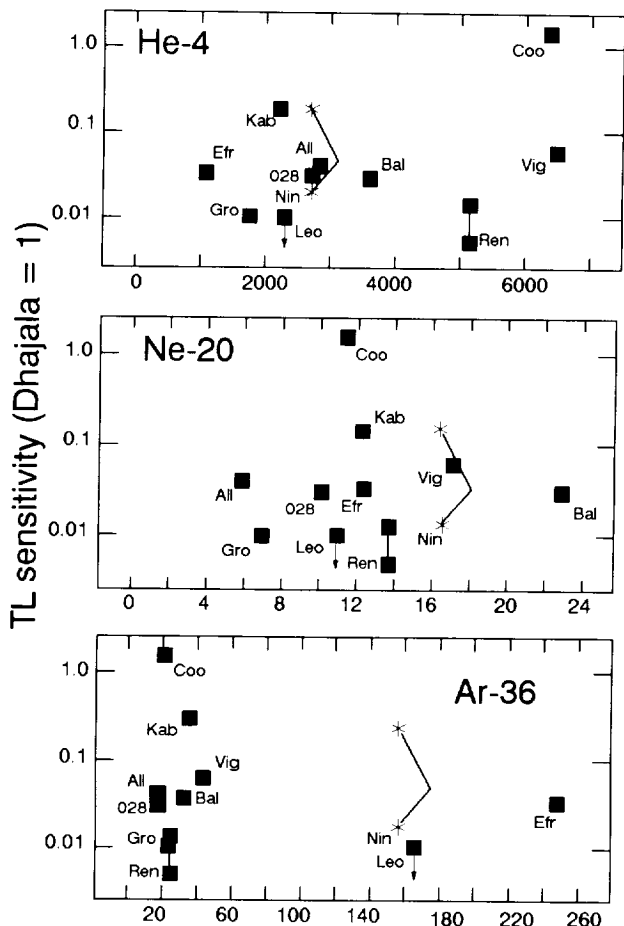 TL sensitivity (Dhajala = 1)
He-4
1.0
0.1
0.01
Coo
Kab
Efr
All
028
Nin
Bal
Vig
Gro
Leo
Ren
0 2000 4000 6000
Ne-20
1.0
0.1
0.01
Coo
Kab
All
028
Efr
Vig
Bal
Gro
Leo
Ren
Nin
0 4 8 12 16 20 24
Ar-36
1.0
0.1
0.01
Coo
Kab
Vig
All
028
Bal
Gro
Ren
Nin
Leo
Efr
20 60 100 140 160 180 220 260